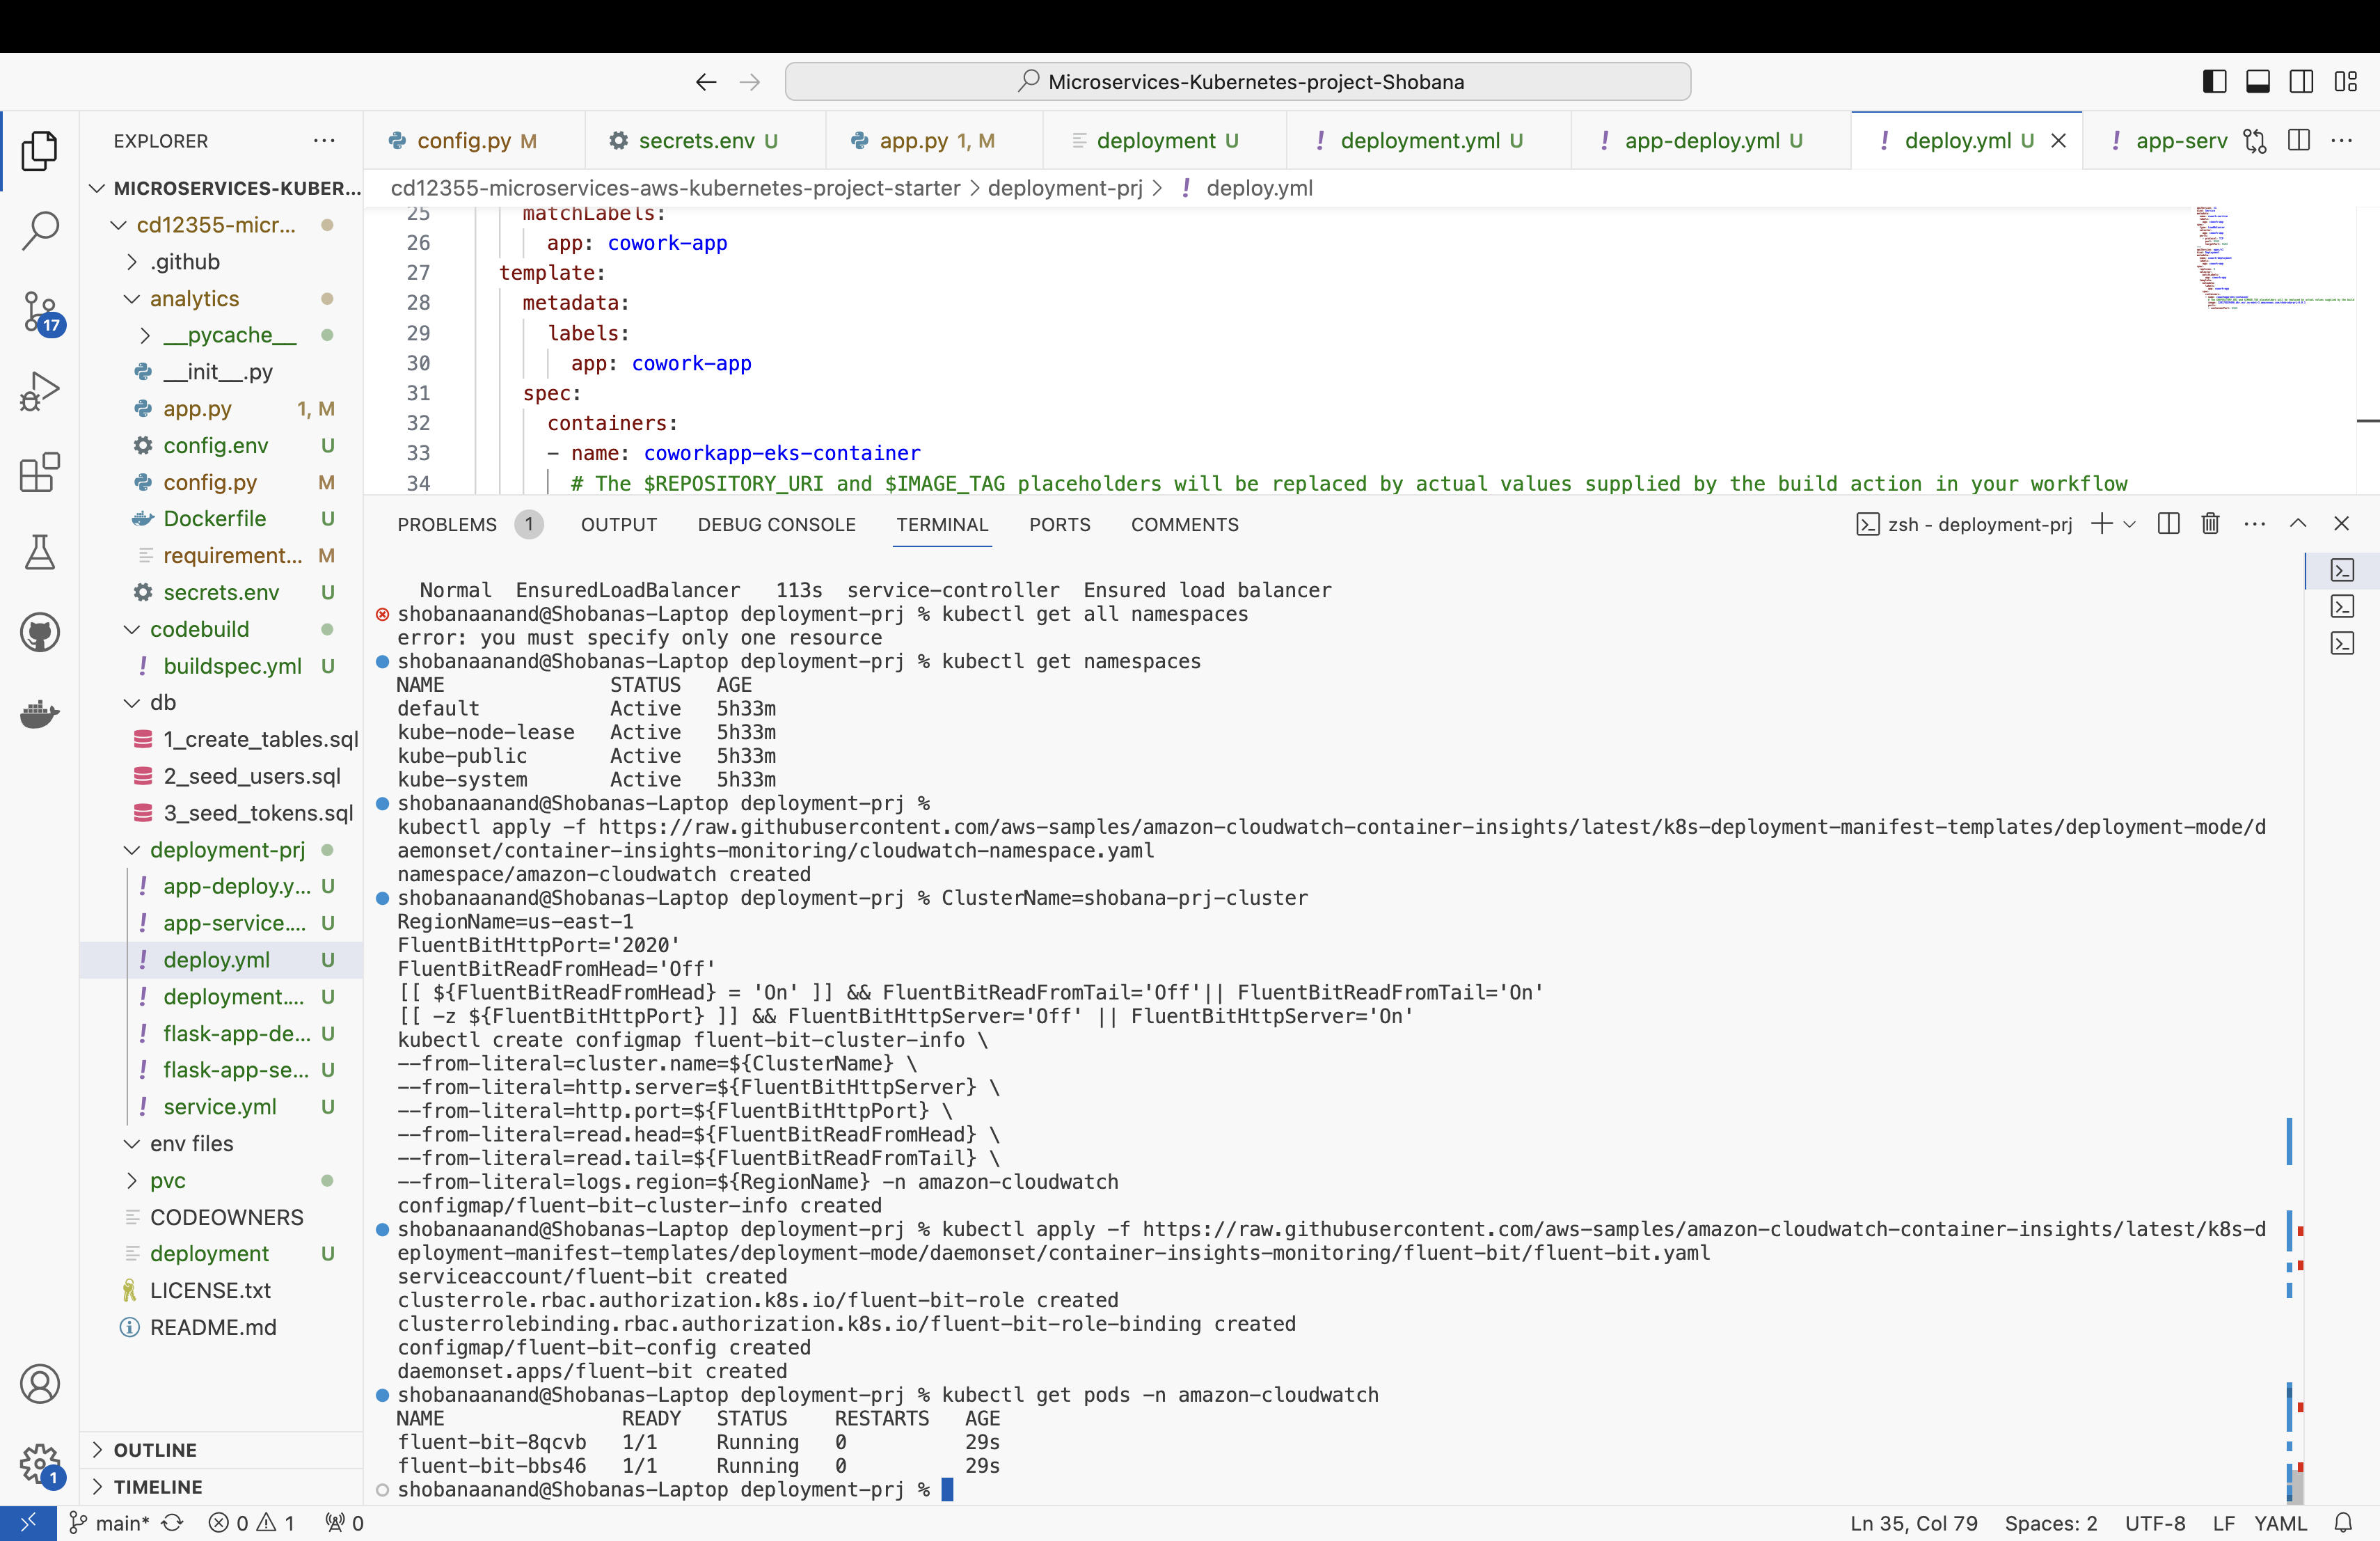 Microservices-Kubernetes-project-Shobana
EXPLORER
config.py M
secrets.env U
app.py 1, M
deployment U
deployment.yml U
app-deploy.yml U
deploy.yml U
app-serv
cd12355-microservices-aws-kubernetes-project-starter > deployment-prj > ! deploy.yml
MICROSERVICES-KUBER...
cd12355-micr...
.github
analytics
__pycache__
__init__.py
app.py 1, M
config.env U
config.py M
Dockerfile U
requirement... M
secrets.env U
codebuild
buildspec.yml U
db
1_create_tables.sql
2_seed_users.sql
3_seed_tokens.sql
deployment-prj
app-deploy.y... U
app-service.... U
deploy.yml U
deployment.... U
flask-app-de... U
flask-app-se... U
service.yml U
env files
pvc
CODEOWNERS
deployment U
LICENSE.txt
README.md
OUTLINE
TIMELINE
17
1
25 matchLabels:
26 app: cowork-app
27 template:
28 metadata:
29 labels:
30 app: cowork-app
31 spec:
32 containers:
33 - name: coworkapp-eks-container
34 # The $REPOSITORY_URI and $IMAGE_TAG placeholders will be replaced by actual values supplied by the build action in your workflow
PROBLEMS 1 OUTPUT DEBUG CONSOLE TERMINAL PORTS COMMENTS
zsh - deployment-prj
Normal EnsuredLoadBalancer 113s service-controller Ensured load balancer
shobanaanand@Shobanas-Laptop deployment-prj % kubectl get all namespaces
error: you must specify only one resource
shobanaanand@Shobanas-Laptop deployment-prj % kubectl get namespaces
NAME STATUS AGE
default Active 5h33m
kube-node-lease Active 5h33m
kube-public Active 5h33m
kube-system Active 5h33m
shobanaanand@Shobanas-Laptop deployment-prj %
kubectl apply -f https://raw.githubusercontent.com/aws-samples/amazon-cloudwatch-container-insights/latest/k8s-deployment-manifest-templates/deployment-mode/d
aemonset/container-insights-monitoring/cloudwatch-namespace.yaml
namespace/amazon-cloudwatch created
shobanaanand@Shobanas-Laptop deployment-prj % ClusterName=shobana-prj-cluster
RegionName=us-east-1
FluentBitHttpPort='2020'
FluentBitReadFromHead='Off'
[[ ${FluentBitReadFromHead} = 'On' ]] && FluentBitReadFromTail='Off'|| FluentBitReadFromTail='On'
[[ -z ${FluentBitHttpPort} ]] && FluentBitHttpServer='Off' || FluentBitHttpServer='On'
kubectl create configmap fluent-bit-cluster-info \
--from-literal=cluster.name=${ClusterName} \
--from-literal=http.server=${FluentBitHttpServer} \
--from-literal=http.port=${FluentBitHttpPort} \
--from-literal=read.head=${FluentBitReadFromHead} \
--from-literal=read.tail=${FluentBitReadFromTail} \
--from-literal=logs.region=${RegionName} -n amazon-cloudwatch
configmap/fluent-bit-cluster-info created
shobanaanand@Shobanas-Laptop deployment-prj % kubectl apply -f https://raw.githubusercontent.com/aws-samples/amazon-cloudwatch-container-insights/latest/k8s-d
eployment-manifest-templates/deployment-mode/daemonset/container-insights-monitoring/fluent-bit/fluent-bit.yaml
serviceaccount/fluent-bit created
clusterrole.rbac.authorization.k8s.io/fluent-bit-role created
clusterrolebinding.rbac.authorization.k8s.io/fluent-bit-role-binding created
configmap/fluent-bit-config created
daemonset.apps/fluent-bit created
shobanaanand@Shobanas-Laptop deployment-prj % kubectl get pods -n amazon-cloudwatch
NAME READY STATUS RESTARTS AGE
fluent-bit-8qcvb 1/1 Running 0 29s
fluent-bit-bbs46 1/1 Running 0 29s
shobanaanand@Shobanas-Laptop deployment-prj %
main* 0 1 0
Ln 35, Col 79 Spaces: 2 UTF-8 LF YAML